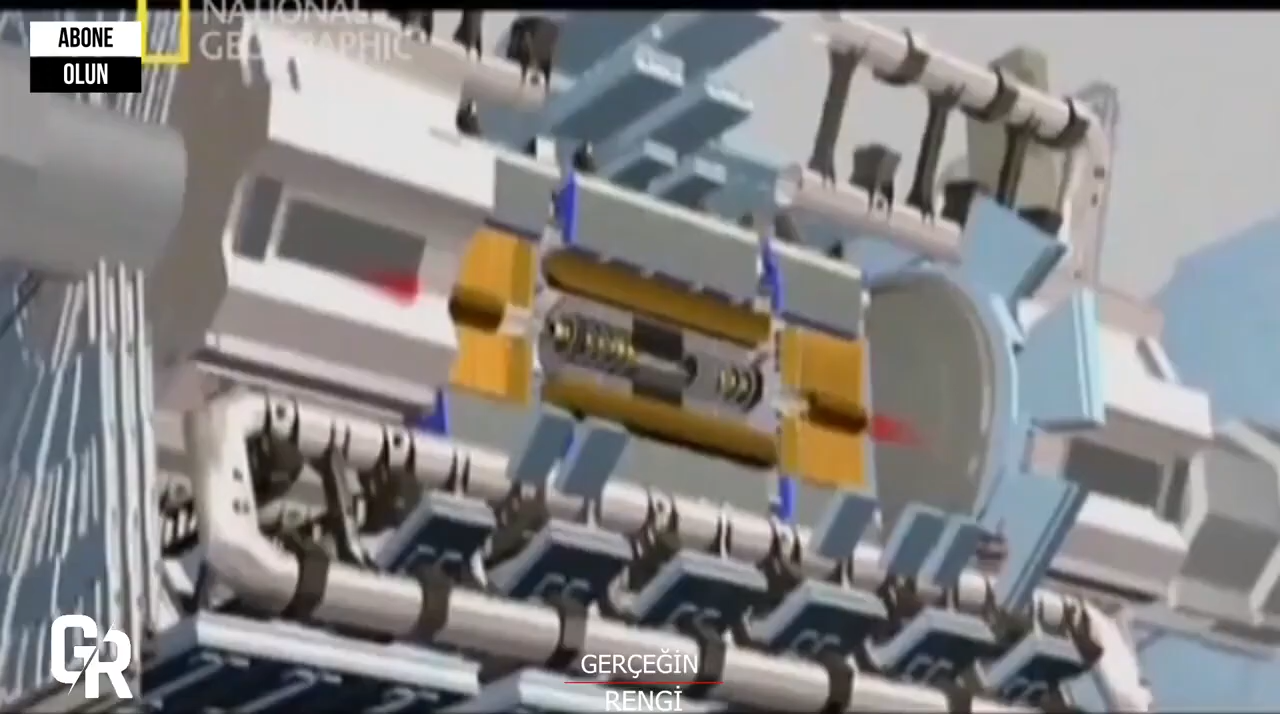 NATIONAL
GEOGRAPHIC
ABONE
OLUN
GR
GERÇEĞİN
RENGİ